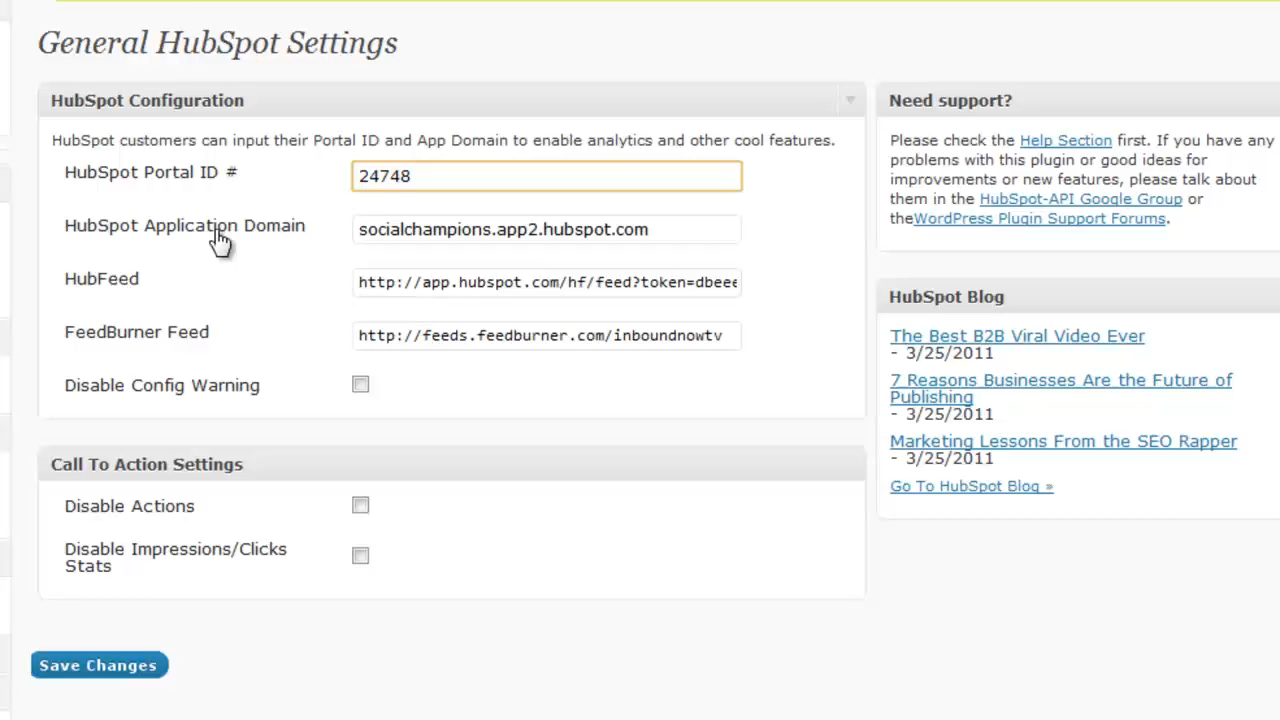 General HubSpot Settings
HubSpot Configuration
HubSpot customers can input their Portal ID and App Domain to enable analytics and other cool features.
HubSpot Portal ID #
24748
HubSpot Application Domain
socialchampions.app2.hubspot.com
HubFeed
http://app.hubspot.com/hf/feed?token=dbeee
FeedBurner Feed
http://feeds.feedburner.com/inboundnowtv
Disable Config Warning
Call To Action Settings
Disable Actions
Disable Impressions/Clicks
Stats
Save Changes
Need support?
Please check the Help Section first. If you have any
problems with this plugin or good ideas for
improvements or new features, please talk about
them in the HubSpot-API Google Group or
theWordPress Plugin Support Forums.
HubSpot Blog
The Best B2B Viral Video Ever
- 3/25/2011
7 Reasons Businesses Are the Future of
Publishing
- 3/25/2011
Marketing Lessons From the SEO Rapper
- 3/25/2011
Go To HubSpot Blog »